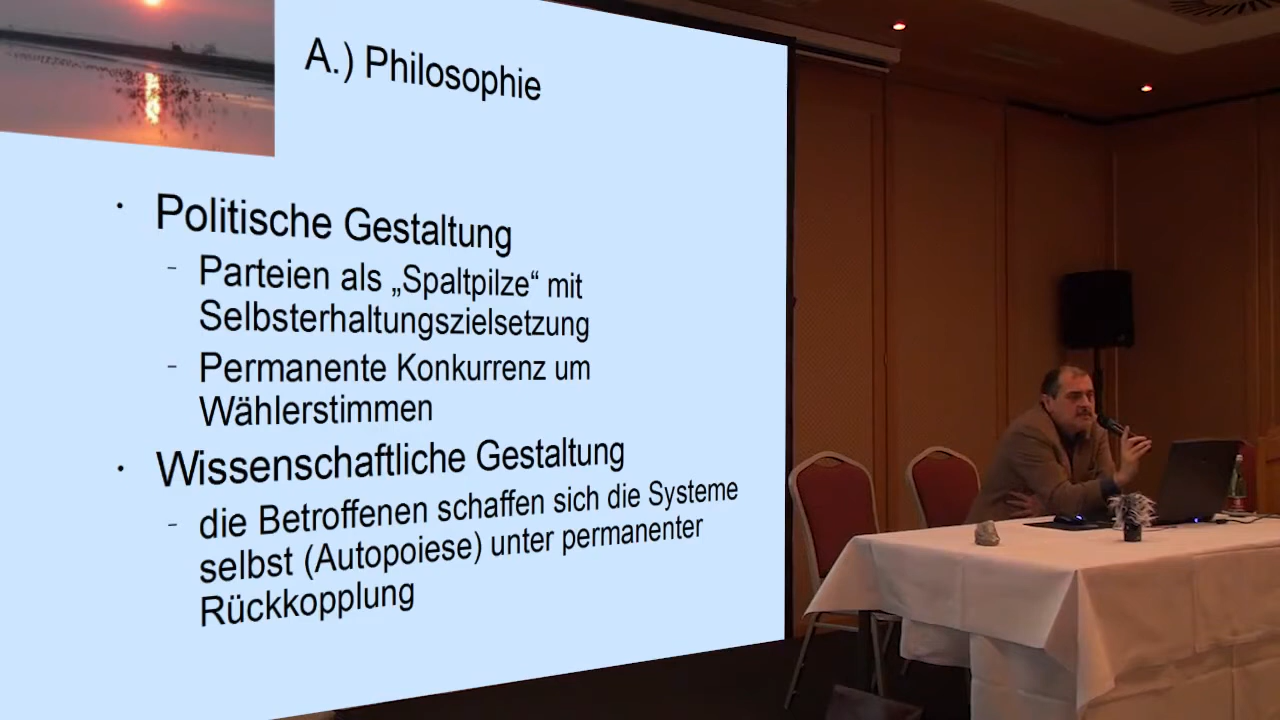 A.) Philosophie
• Politische Gestaltung
- Parteien als „Spaltpilze“ mit
Selbsterhaltungszielsetzung
- Permanente Konkurrenz um
Wählerstimmen
• Wissenschaftliche Gestaltung
- die Betroffenen schaffen sich die Systeme
selbst (Autopoiese) unter permanenter
Rückkopplung